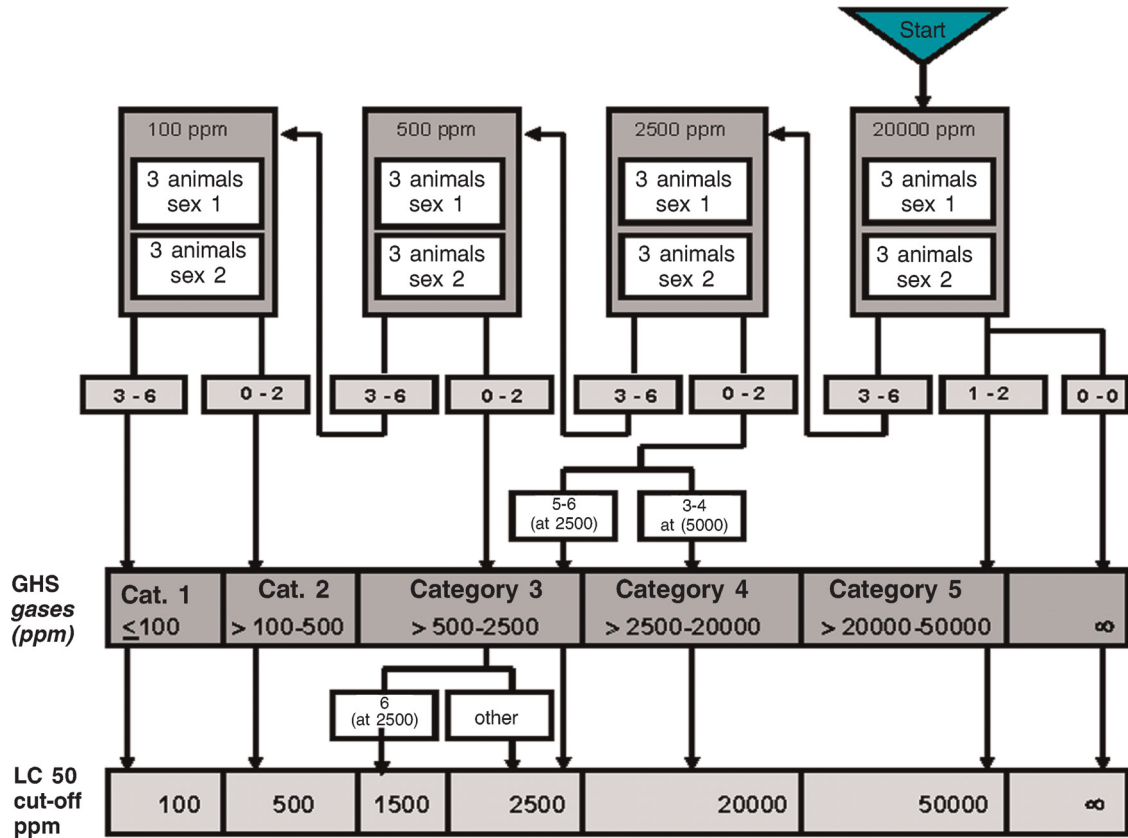 Start
100 ppm
500 ppm
2500 ppm
20000 ppm
3 animals
sex 1
3 animals
sex 2
3 animals
sex 1
3 animals
sex 2
3 animals
sex 1
3 animals
sex 2
3 animals
sex 1
3 animals
sex 2
3 - 6
0 - 2
3 - 6
0 - 2
3 - 6
0 - 2
3 - 6
1 - 2
0 - 0
5-6
(at 2500)
3-4
at (5000)
GHS
gases
(ppm)
Cat. 1
≤100
Cat. 2
> 100-500
Category 3
> 500-2500
Category 4
> 2500-20000
Category 5
> 20000-50000
∞
6
(at 2500)
other
LC 50
cut-off
ppm
100
500
1500
2500
20000
50000
∞